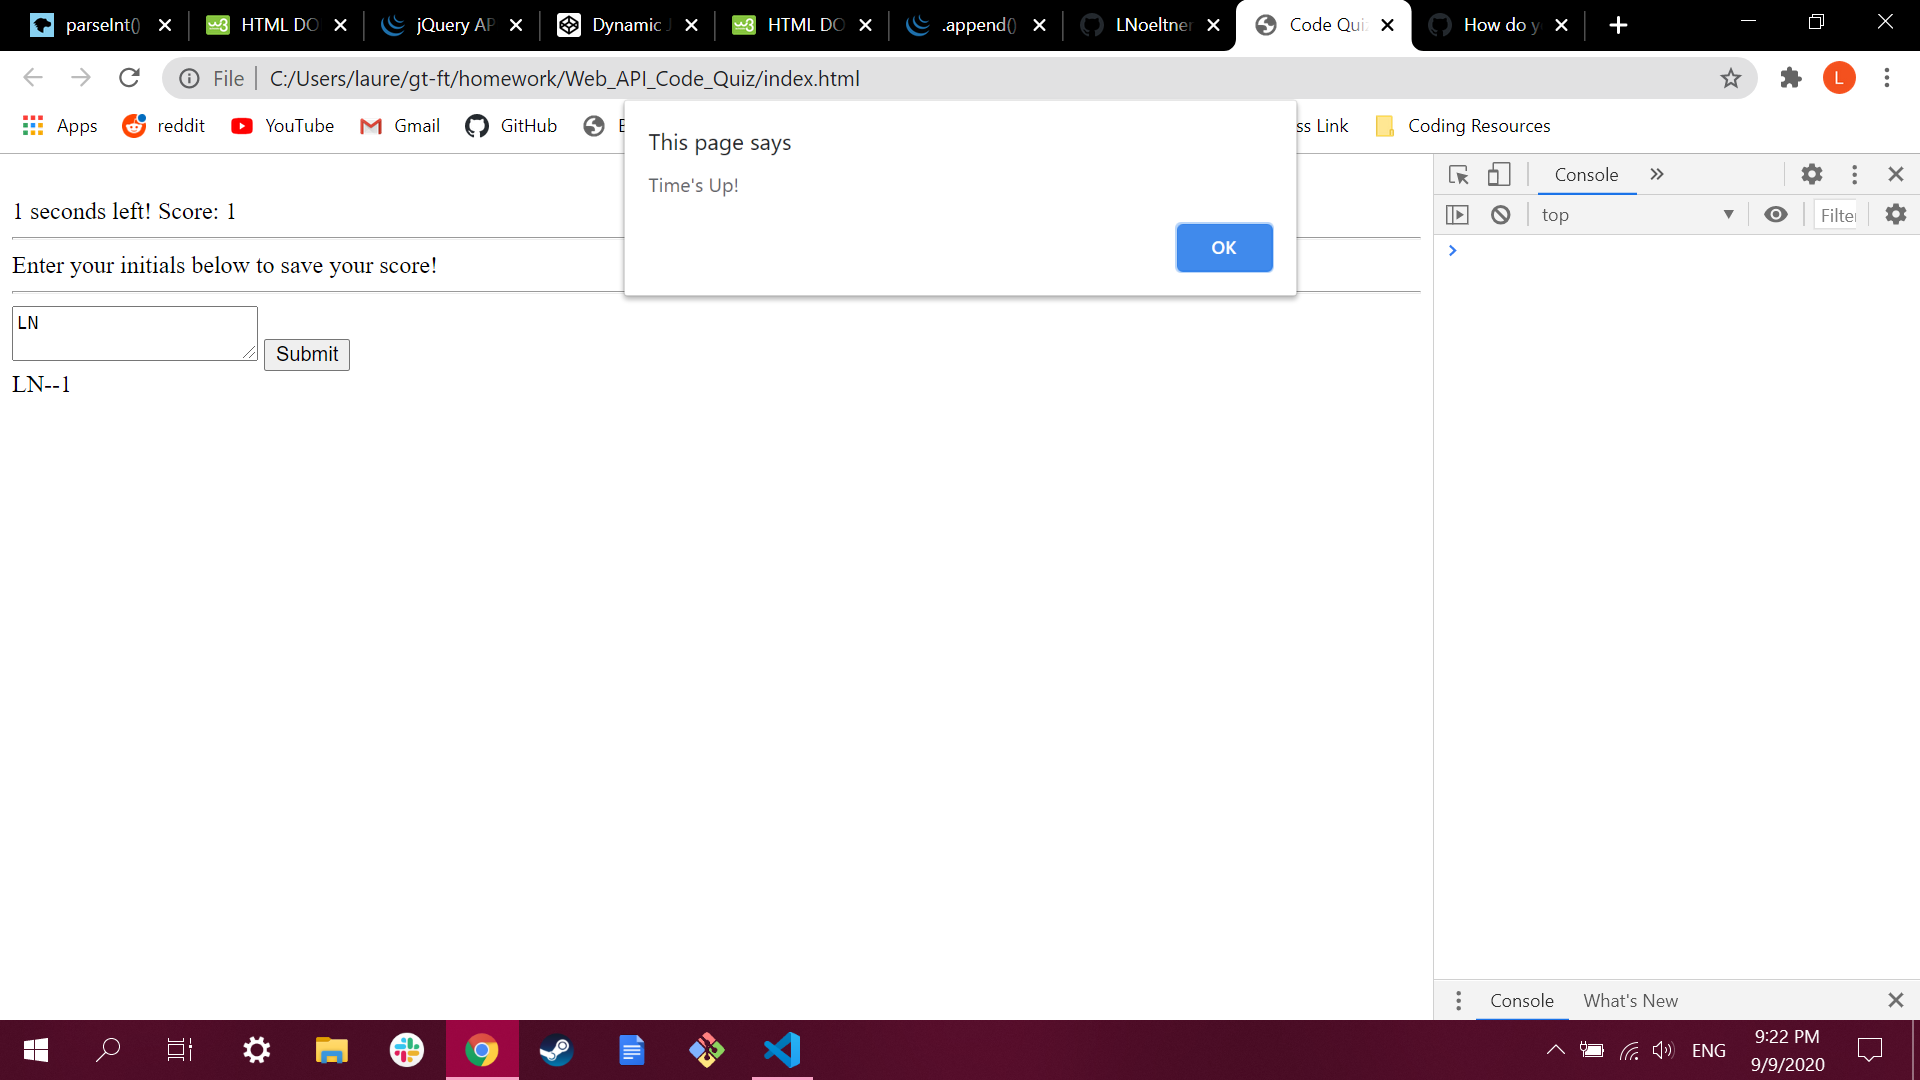 parseInt() HTML DO jQuery AP Dynamic J HTML DO .append() LNoeltner Code Qui How do y
File C:/Users/laure/gt-ft/homework/Web_API_Code_Quiz/index.html L
Apps reddit YouTube Gmail GitHub ss Link Coding Resources
This page says
Time's Up!
OK
1 seconds left! Score: 1
Enter your initials below to save your score!
LN
Submit
LN--1
Console
top Filter
Console What's New
ENG
9:22 PM
9/9/2020